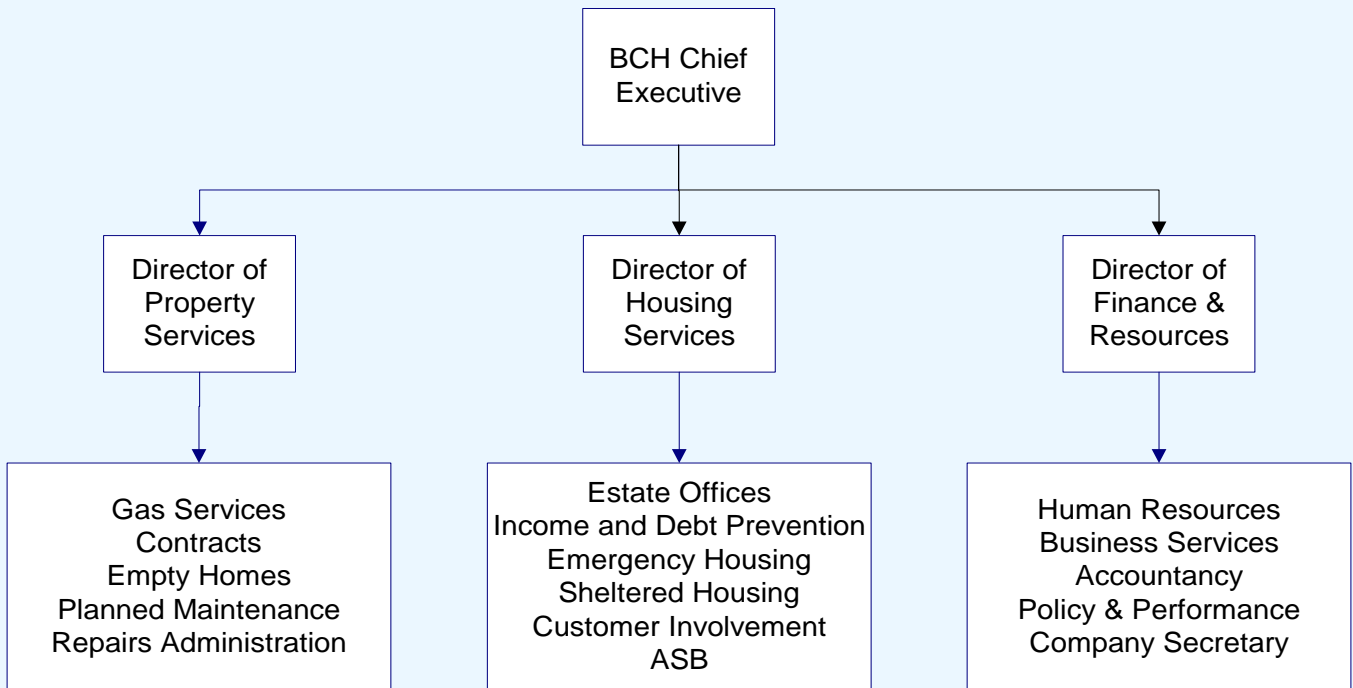 BCH Chief
Executive
Director of
Property
Services
Director of
Housing
Services
Director of
Finance &
Resources
Gas Services
Contracts
Empty Homes
Planned Maintenance
Repairs Administration
Estate Offices
Income and Debt Prevention
Emergency Housing
Sheltered Housing
Customer Involvement
ASB
Human Resources
Business Services
Accountancy
Policy & Performance
Company Secretary